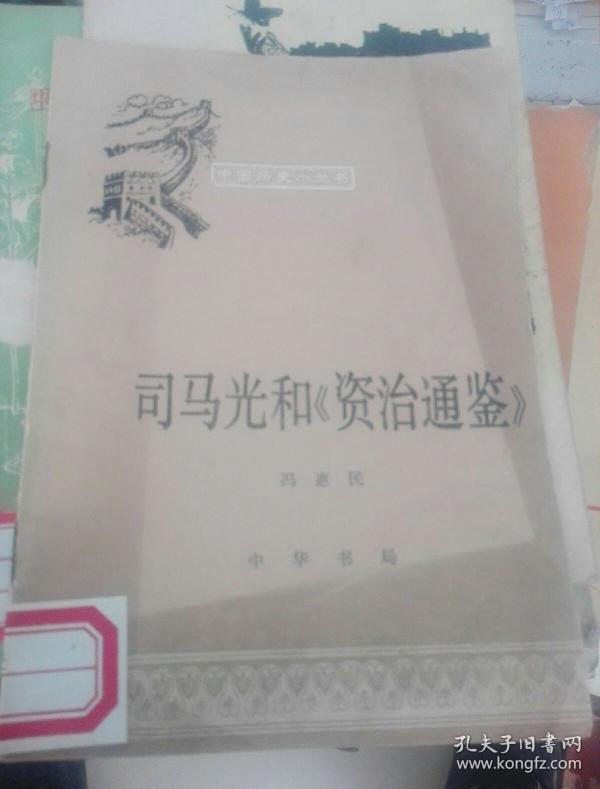 中国历史小丛书
司马光和《资治通鉴》
冯惠民
中华书局
孔夫子旧书网
www.kongfz.com